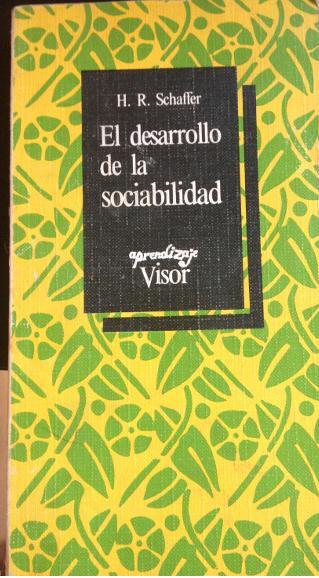 H. R. Schaffer
El desarrollo
de la
sociabilidad
aprendizaje
Visor